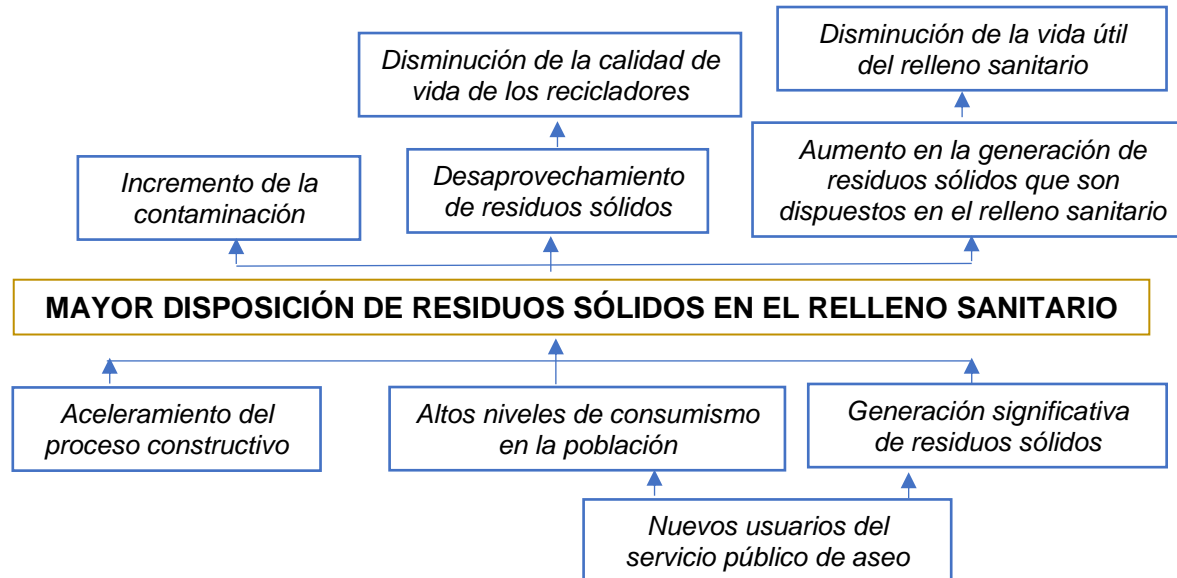 Disminución de la vida útil
del relleno sanitario
Disminución de la calidad de
vida de los recicladores
Aumento en la generación de
residuos sólidos que son
dispuestos en el relleno sanitario
Desaprovechamiento
de residuos sólidos
Incremento de la
contaminación
MAYOR DISPOSICIÓN DE RESIDUOS SÓLIDOS EN EL RELLENO SANITARIO
Aceleramiento del
proceso constructivo
Altos niveles de consumismo
en la población
Generación significativa
de residuos sólidos
Nuevos usuarios del
servicio público de aseo